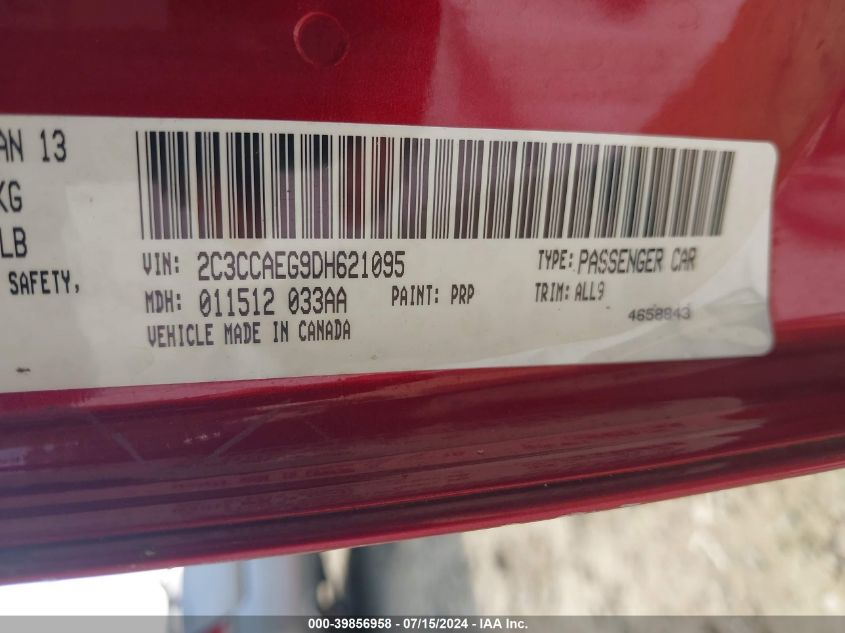 AN 13
KG
LB
SAFETY,
VIN: 2C3CCAEG9DH621095
TYPE: PASSENGER CAR
MDH: 011512 033AA
PAINT: PRP
TRIM: ALL9
VEHICLE MADE IN CANADA
4658843
000-39856958 - 07/15/2024 - IAA Inc.